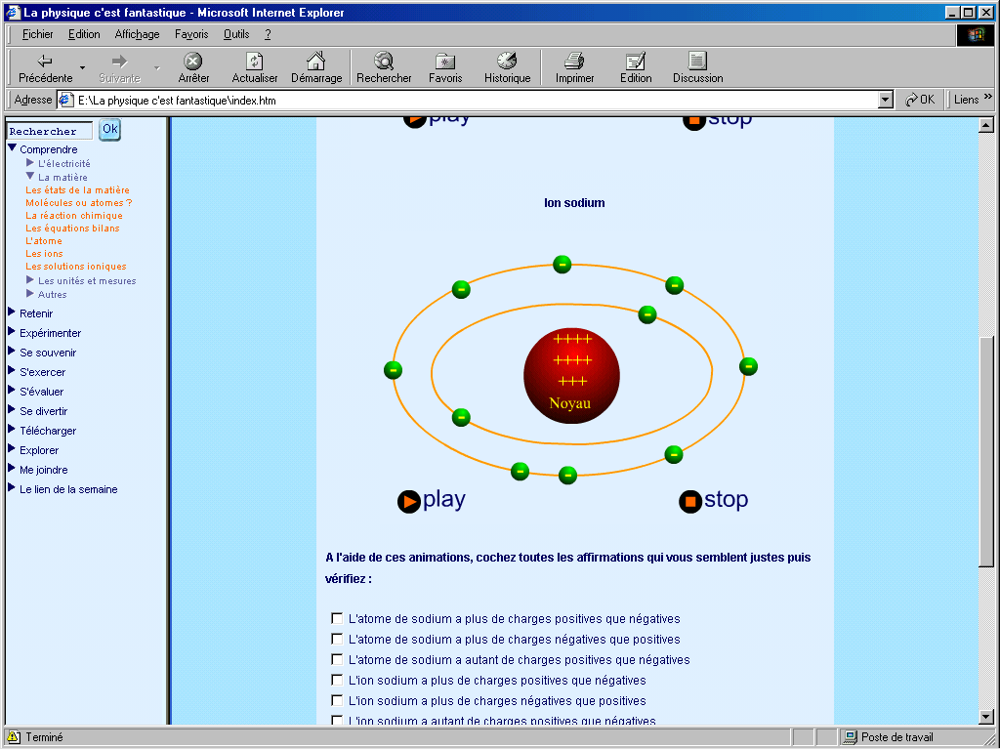 La physique c'est fantastique - Microsoft Internet Explorer
Fichier Edition Affichage Favoris Outils ?
Précédente Suivante Arrêter Actualiser Démarrage Rechercher Favoris Historique Imprimer Edition Discussion
Adresse E:\La physique c'est fantastique\index.htm OK Liens »
Rechercher Ok
Comprendre
L'électricité
La matière
Les états de la matière
Molécules ou atomes ?
La réaction chimique
Les équations bilans
L'atome
Les ions
Les solutions ioniques
Les unités et mesures
Autres
Retenir
Expérimenter
Se souvenir
S'exercer
S'évaluer
Se divertir
Télécharger
Explorer
Me joindre
Le lien de la semaine
play stop
Ion sodium
++++
++++
+++
Noyau
play stop
A l'aide de ces animations, cochez toutes les affirmations qui vous semblent justes puis
vérifiez :
L'atome de sodium a plus de charges positives que négatives
L'atome de sodium a plus de charges négatives que positives
L'atome de sodium a autant de charges positives que négatives
L'ion sodium a plus de charges positives que négatives
L'ion sodium a plus de charges négatives que positives
L'ion sodium a autant de charges positives que négatives
Terminé Poste de travail